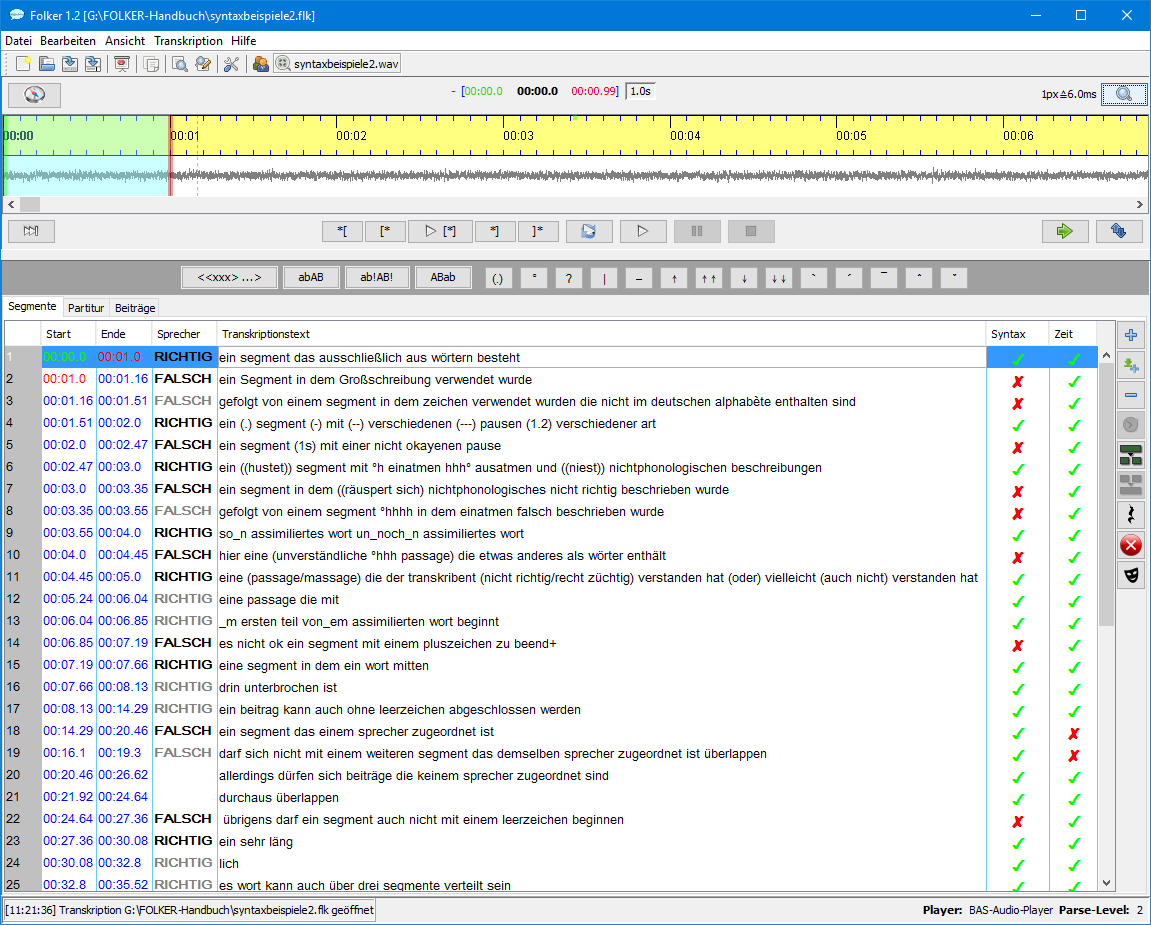 Folker 1.2 [G:\FOLKER-Handbuch\syntaxbeispiele2.flk]
Datei Bearbeiten Ansicht Transkription Hilfe
syntaxbeispiele2.wav
- [00:00.0 00:00.0 00:00.99] 1.0s 1px≙6.0ms
00:00 00:01 00:02 00:03 00:04 00:05 00:06
*[ [* [*] *] ]*
<<xxx> ...> abAB ab!AB! ABab (.) ° ? | – ↑ ↑↑ ↓ ↓↓ ` ´ ¯ ˆ ˇ
Segmente Partitur Beiträge
Start Ende Sprecher Transkriptionstext Syntax Zeit
1 00:00.0 00:01.0 RICHTIG ein segment das ausschließlich aus wörtern besteht ✓ ✓
2 00:01.0 00:01.16 FALSCH ein Segment in dem Großschreibung verwendet wurde ✗ ✓
3 00:01.16 00:01.51 FALSCH gefolgt von einem segment in dem zeichen verwendet wurden die nicht im deutschen alphabète enthalten sind ✗ ✓
4 00:01.51 00:02.0 RICHTIG ein (.) segment (-) mit (--) verschiedenen (---) pausen (1.2) verschiedener art ✓ ✓
5 00:02.0 00:02.47 FALSCH ein segment (1s) mit einer nicht okayenen pause ✗ ✓
6 00:02.47 00:03.0 RICHTIG ein ((hustet)) segment mit °h einatmen hhh° ausatmen und ((niest)) nichtphonologischen beschreibungen ✓ ✓
7 00:03.0 00:03.35 FALSCH ein segment in dem ((räuspert sich) nichtphonologisches nicht richtig beschrieben wurde ✗ ✓
8 00:03.35 00:03.55 FALSCH gefolgt von einem segment °hhhh in dem einatmen falsch beschrieben wurde ✗ ✓
9 00:03.55 00:04.0 RICHTIG so_n assimiliertes wort un_noch_n assimiliertes wort ✓ ✓
10 00:04.0 00:04.45 FALSCH hier eine (unverständliche °hhh passage) die etwas anderes als wörter enthält ✗ ✓
11 00:04.45 00:05.0 RICHTIG eine (passage/massage) die der transkribent (nicht richtig/recht züchtig) verstanden hat (oder) vielleicht (auch nicht) verstanden hat ✓ ✓
12 00:05.24 00:06.04 RICHTIG eine passage die mit ✓ ✓
13 00:06.04 00:06.85 RICHTIG _m ersten teil von_em assimilierten wort beginnt ✓ ✓
14 00:06.85 00:07.19 FALSCH es nicht ok ein segment mit einem pluszeichen zu beend+ ✗ ✓
15 00:07.19 00:07.66 RICHTIG eine segment in dem ein wort mitten ✓ ✓
16 00:07.66 00:08.13 RICHTIG drin unterbrochen ist ✓ ✓
17 00:08.13 00:14.29 RICHTIG ein beitrag kann auch ohne leerzeichen abgeschlossen werden ✓ ✓
18 00:14.29 00:20.46 FALSCH ein segment das einem sprecher zugeordnet ist ✓ ✗
19 00:16.1 00:19.3 FALSCH darf sich nicht mit einem weiteren segment das demselben sprecher zugeordnet ist überlappen ✓ ✗
20 00:20.46 00:26.62 allerdings dürfen sich beiträge die keinem sprecher zugeordnet sind ✓ ✓
21 00:21.92 00:24.64 durchaus überlappen ✓ ✓
22 00:24.64 00:27.36 FALSCH übrigens darf ein segment auch nicht mit einem leerzeichen beginnen ✗ ✓
23 00:27.36 00:30.08 RICHTIG ein sehr läng ✓ ✓
24 00:30.08 00:32.8 RICHTIG lich ✓ ✓
25 00:32.8 00:35.52 RICHTIG es wort kann auch über drei segmente verteilt sein ✓ ✓
[11:21:36] Transkription G:\FOLKER-Handbuch\syntaxbeispiele2.flk geöffnet Player: BAS-Audio-Player Parse-Level: 2